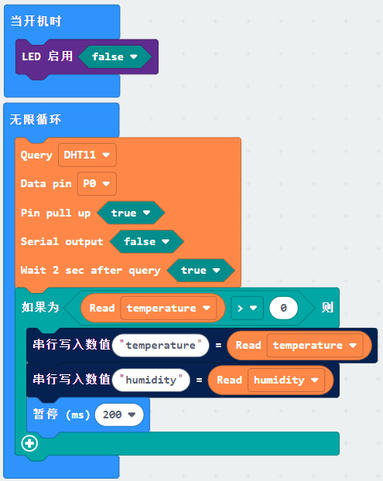 当开机时
LED 启用 false
无限循环
Query DHT11
Data pin P0
Pin pull up true
Serial output false
Wait 2 sec after query true
如果为 Read temperature > 0 则
串行写入数值 "temperature" = Read temperature
串行写入数值 "humidity" = Read humidity
暂停 (ms) 200